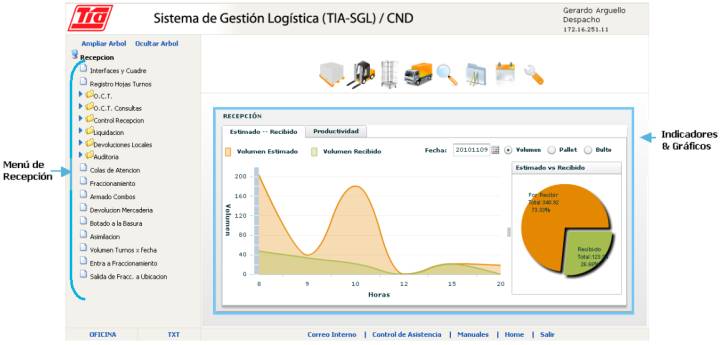 Tía
Sistema de Gestión Logística (TIA-SGL) / CND
Gerardo Arguello
Despacho
172.16.251.11
Ampliar Arbol Ocultar Arbol
Recepcion
Interfaces y Cuadre
Registro Hojas Turnos
O.C.T.
O.C.T. Consultas
Control Recepcion
Liquidacion
Devoluciones Locales
Auditoria
Colas de Atencion
Fraccionamiento
Armado Combos
Devolucion Mercaderia
Botado a la Basura
Asimilacion
Volumen Turnos x fecha
Entra a Fraccionamiento
Salida de Fracc. a Ubicacion
Menú de
Recepción
RECEPCIÓN
Estimado -- Recibido Productividad
Volumen Estimado Volumen Recibido Fecha: 20101109 Volumen Pallet Bulto
Volumen
200
160
120
80
40
0
8 9 10 12 15 20
Horas
Estimado vs Recibido
Por Recibir
Total:340.92
73.33%
Recibido
Total:123
26.66%
Indicadores
& Gráficos
OFICINA TXT Correo Interno | Control de Asistencia | Manuales | Home | Salir